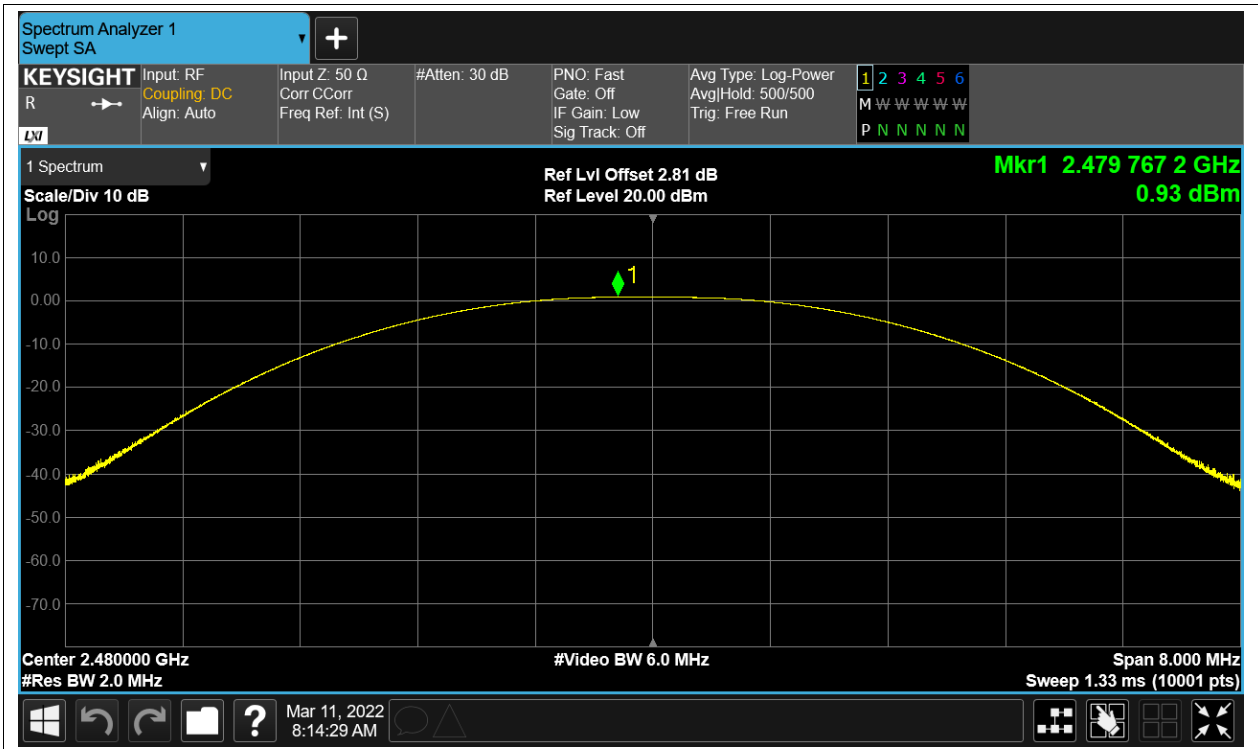 Spectrum Analyzer 1
Swept SA
+
KEYSIGHT
R
LXI
Input: RF
Coupling: DC
Align: Auto
Input Z: 50 Ω
Corr CCorr
Freq Ref: Int (S)
#Atten: 30 dB
PNO: Fast
Gate: Off
IF Gain: Low
Sig Track: Off
Avg Type: Log-Power
Avg|Hold: 500/500
Trig: Free Run
1 2 3 4 5 6
M W W W W W
P N N N N N
1 Spectrum
Scale/Div 10 dB
Log
Ref Lvl Offset 2.81 dB
Ref Level 20.00 dBm
Mkr1 2.479 767 2 GHz
0.93 dBm
1
10.0
0.00
-10.0
-20.0
-30.0
-40.0
-50.0
-60.0
-70.0
Center 2.480000 GHz
#Res BW 2.0 MHz
#Video BW 6.0 MHz
Span 8.000 MHz
Sweep 1.33 ms (10001 pts)
?
Mar 11, 2022
8:14:29 AM